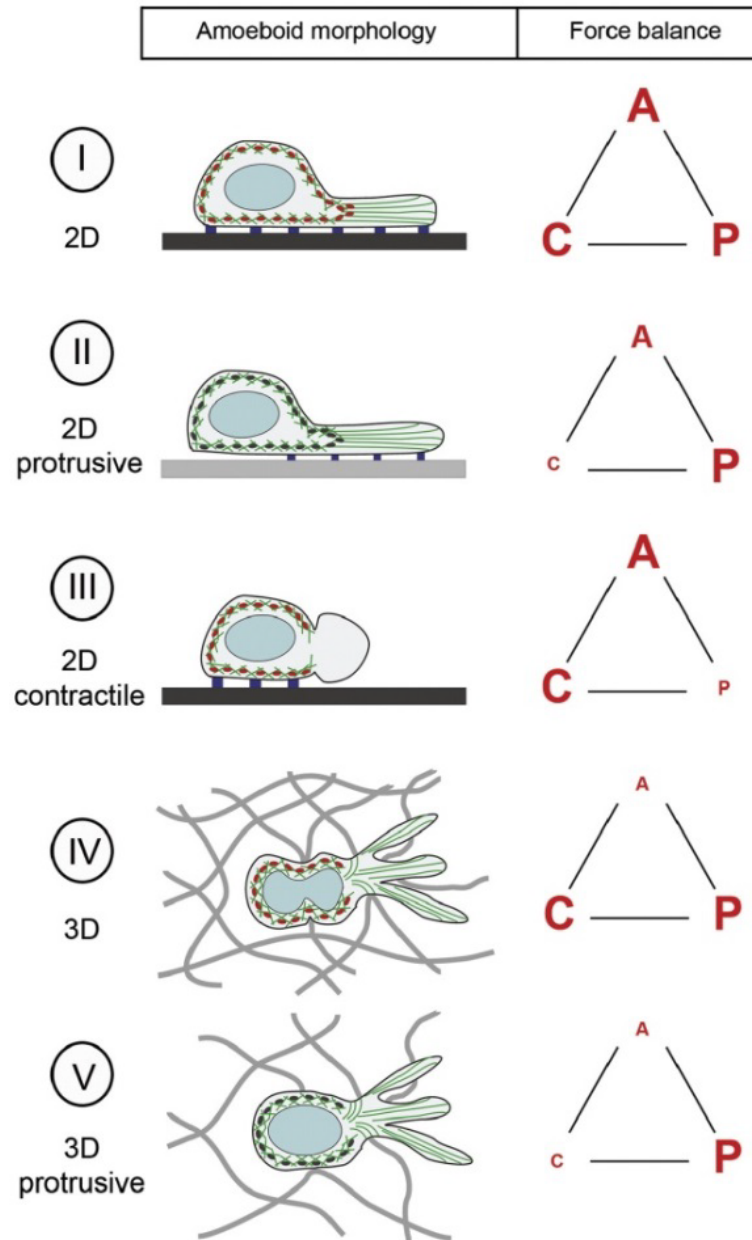 Amoeboid morphology Force balance
I
2D
A
C P
II
2D
protrusive
A
C P
III
2D
contractile
A
C P
IV
3D
A
C P
V
3D
protrusive
A
C P